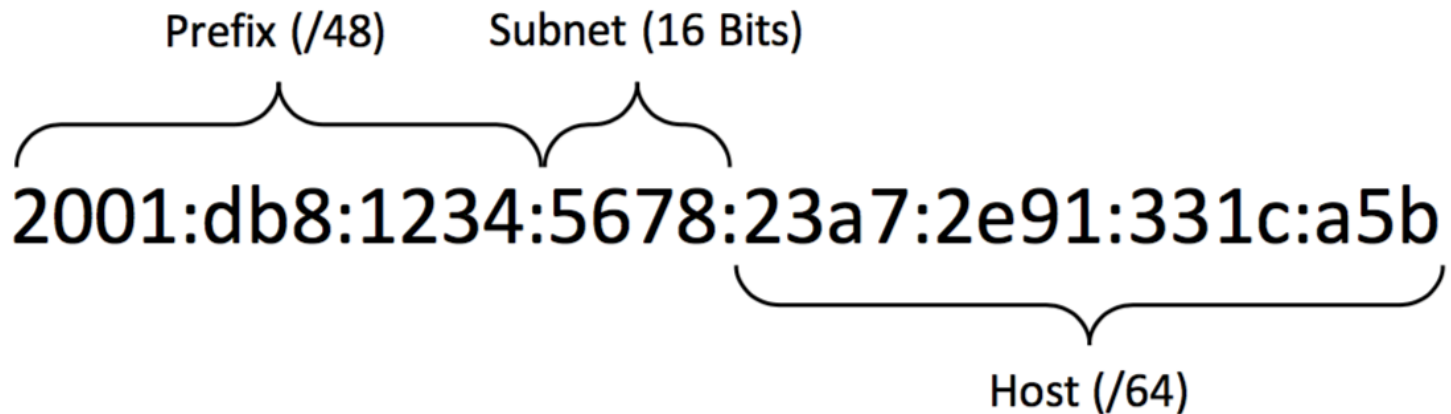 Prefix (/48) Subnet (16 Bits)
2001:db8:1234:5678:23a7:2e91:331c:a5b
Host (/64)